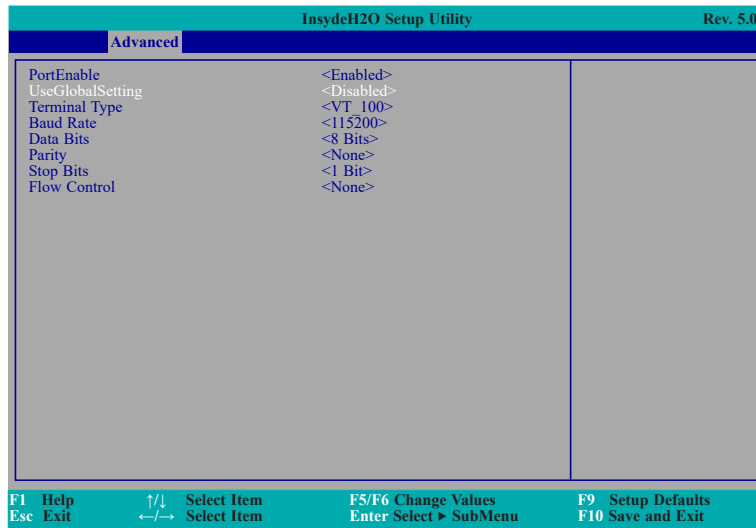 InsydeH2O Setup Utility Rev. 5.0
Advanced
PortEnable <Enabled>
UseGlobalSetting <Disabled>
Terminal Type <VT_100>
Baud Rate <115200>
Data Bits <8 Bits>
Parity <None>
Stop Bits <1 Bit>
Flow Control <None>
F1 Help ↑/↓ Select Item F5/F6 Change Values F9 Setup Defaults
Esc Exit ←/→ Select Item Enter Select ▶ SubMenu F10 Save and Exit